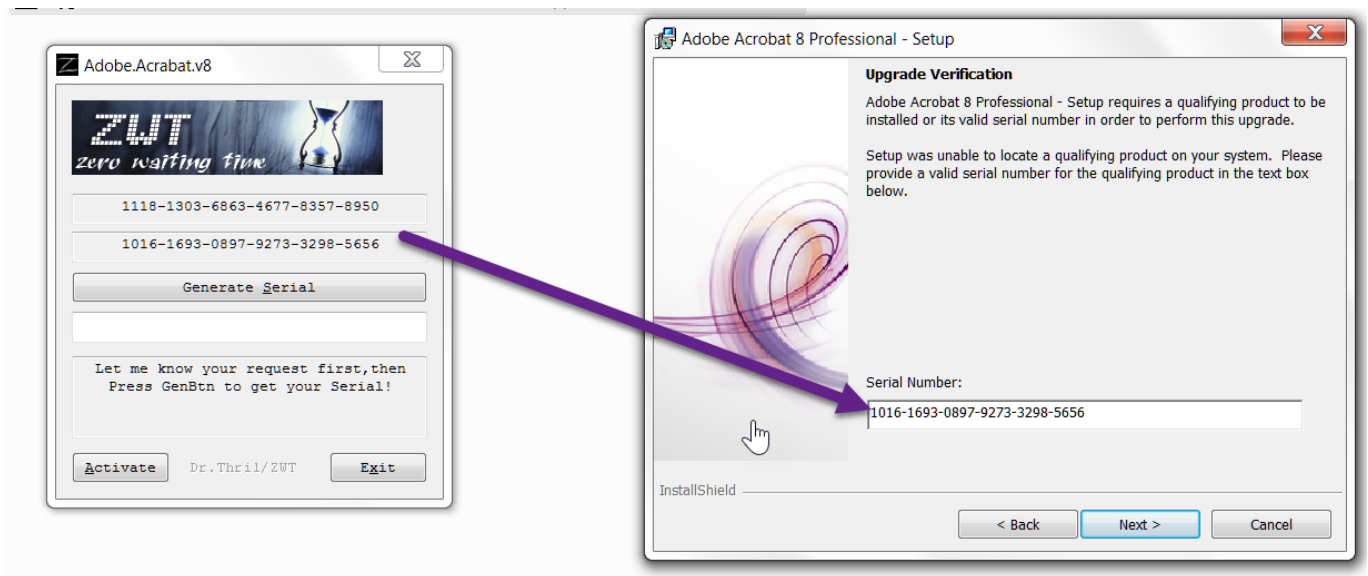 Adobe.Acrabat.v8
ZWT
zero waiting time
1118-1303-6863-4677-8357-8950
1016-1693-0897-9273-3298-5656
Generate Serial
Let me know your request first,then
Press GenBtn to get your Serial!
Activate Dr.Thril/ZWT Exit
Adobe Acrobat 8 Professional - Setup
Upgrade Verification
Adobe Acrobat 8 Professional - Setup requires a qualifying product to be
installed or its valid serial number in order to perform this upgrade.
Setup was unable to locate a qualifying product on your system. Please
provide a valid serial number for the qualifying product in the text box
below.
Serial Number:
1016-1693-0897-9273-3298-5656
InstallShield
< Back Next > Cancel